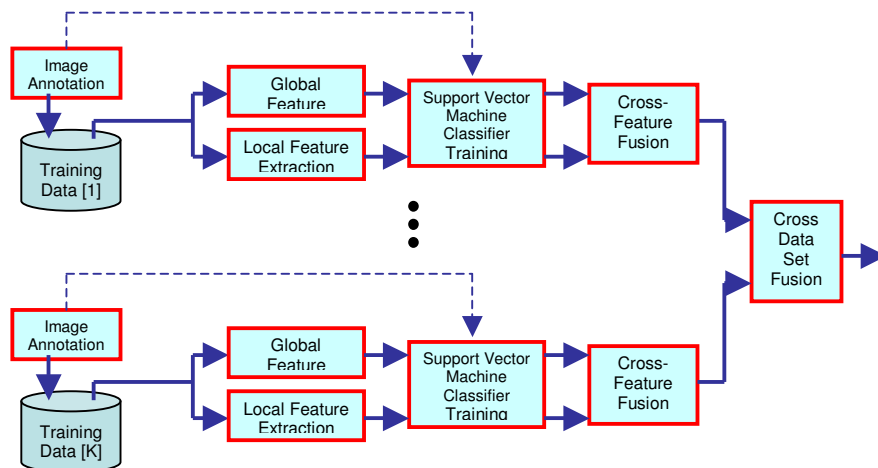 Image
Annotation
Training
Data [1]
Global
Feature
Local Feature
Extraction
Support Vector
Machine
Classifier
Training
Cross-
Feature
Fusion
Cross
Data
Set
Fusion
Image
Annotation
Training
Data [K]
Global
Feature
Local Feature
Extraction
Support Vector
Machine
Classifier
Training
Cross-
Feature
Fusion